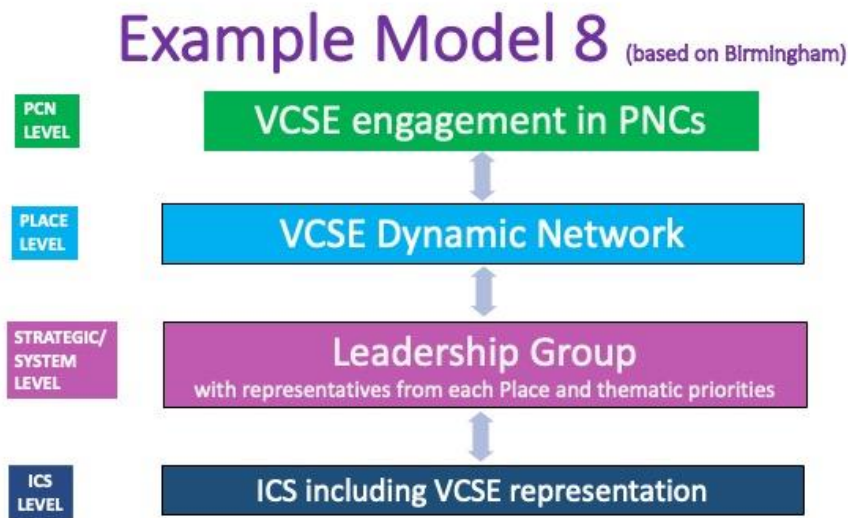 Example Model 8 (based on Birmingham)
PCN
LEVEL
VCSE engagement in PNCs
PLACE
LEVEL
VCSE Dynamic Network
STRATEGIC/
SYSTEM
LEVEL
Leadership Group
with representatives from each Place and thematic priorities
ICS
LEVEL
ICS including VCSE representation